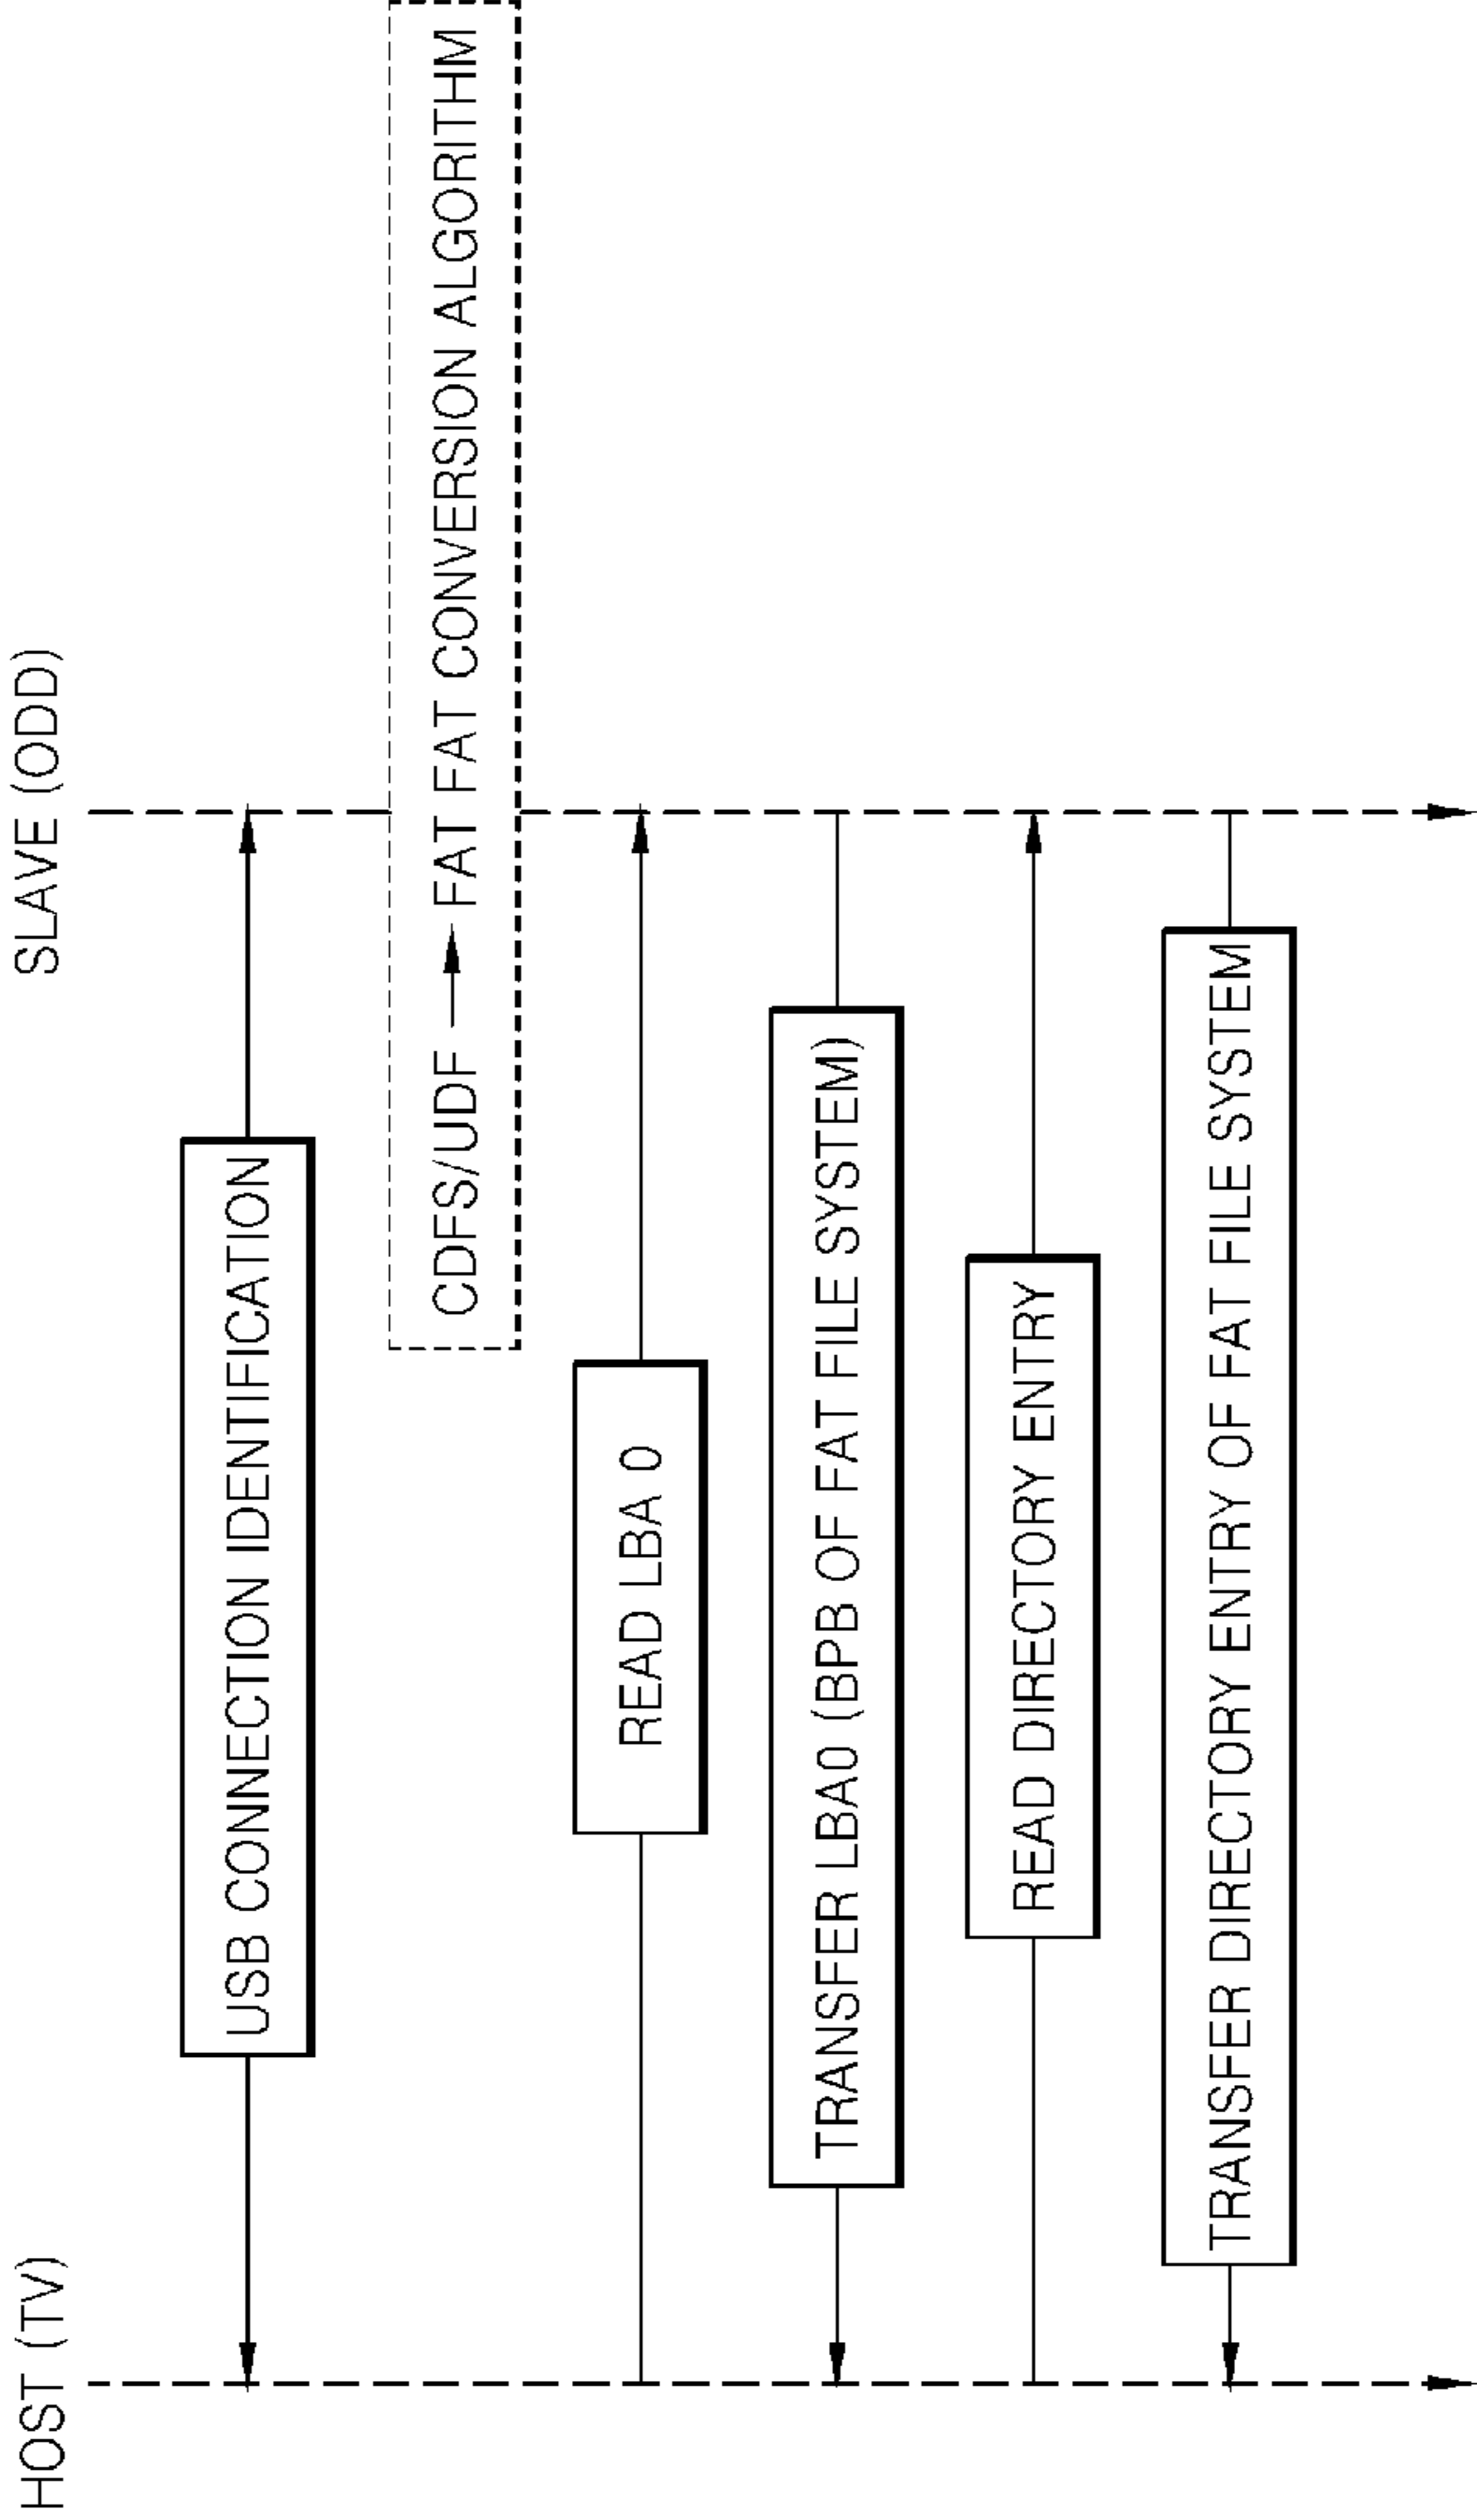 HOST (TV)
SLAVE (ODD)
USB CONNECTION IDENTIFICATION
CDFS/UDF → FAT FAT CONVERSION ALGORITHM
READ LBA 0
TRANSFER LBA0 (BPB OF FAT FILE SYSTEM)
READ DIRECTORY ENTRY
TRANSFER DIRECTORY ENTRY OF FAT FILE SYSTEM